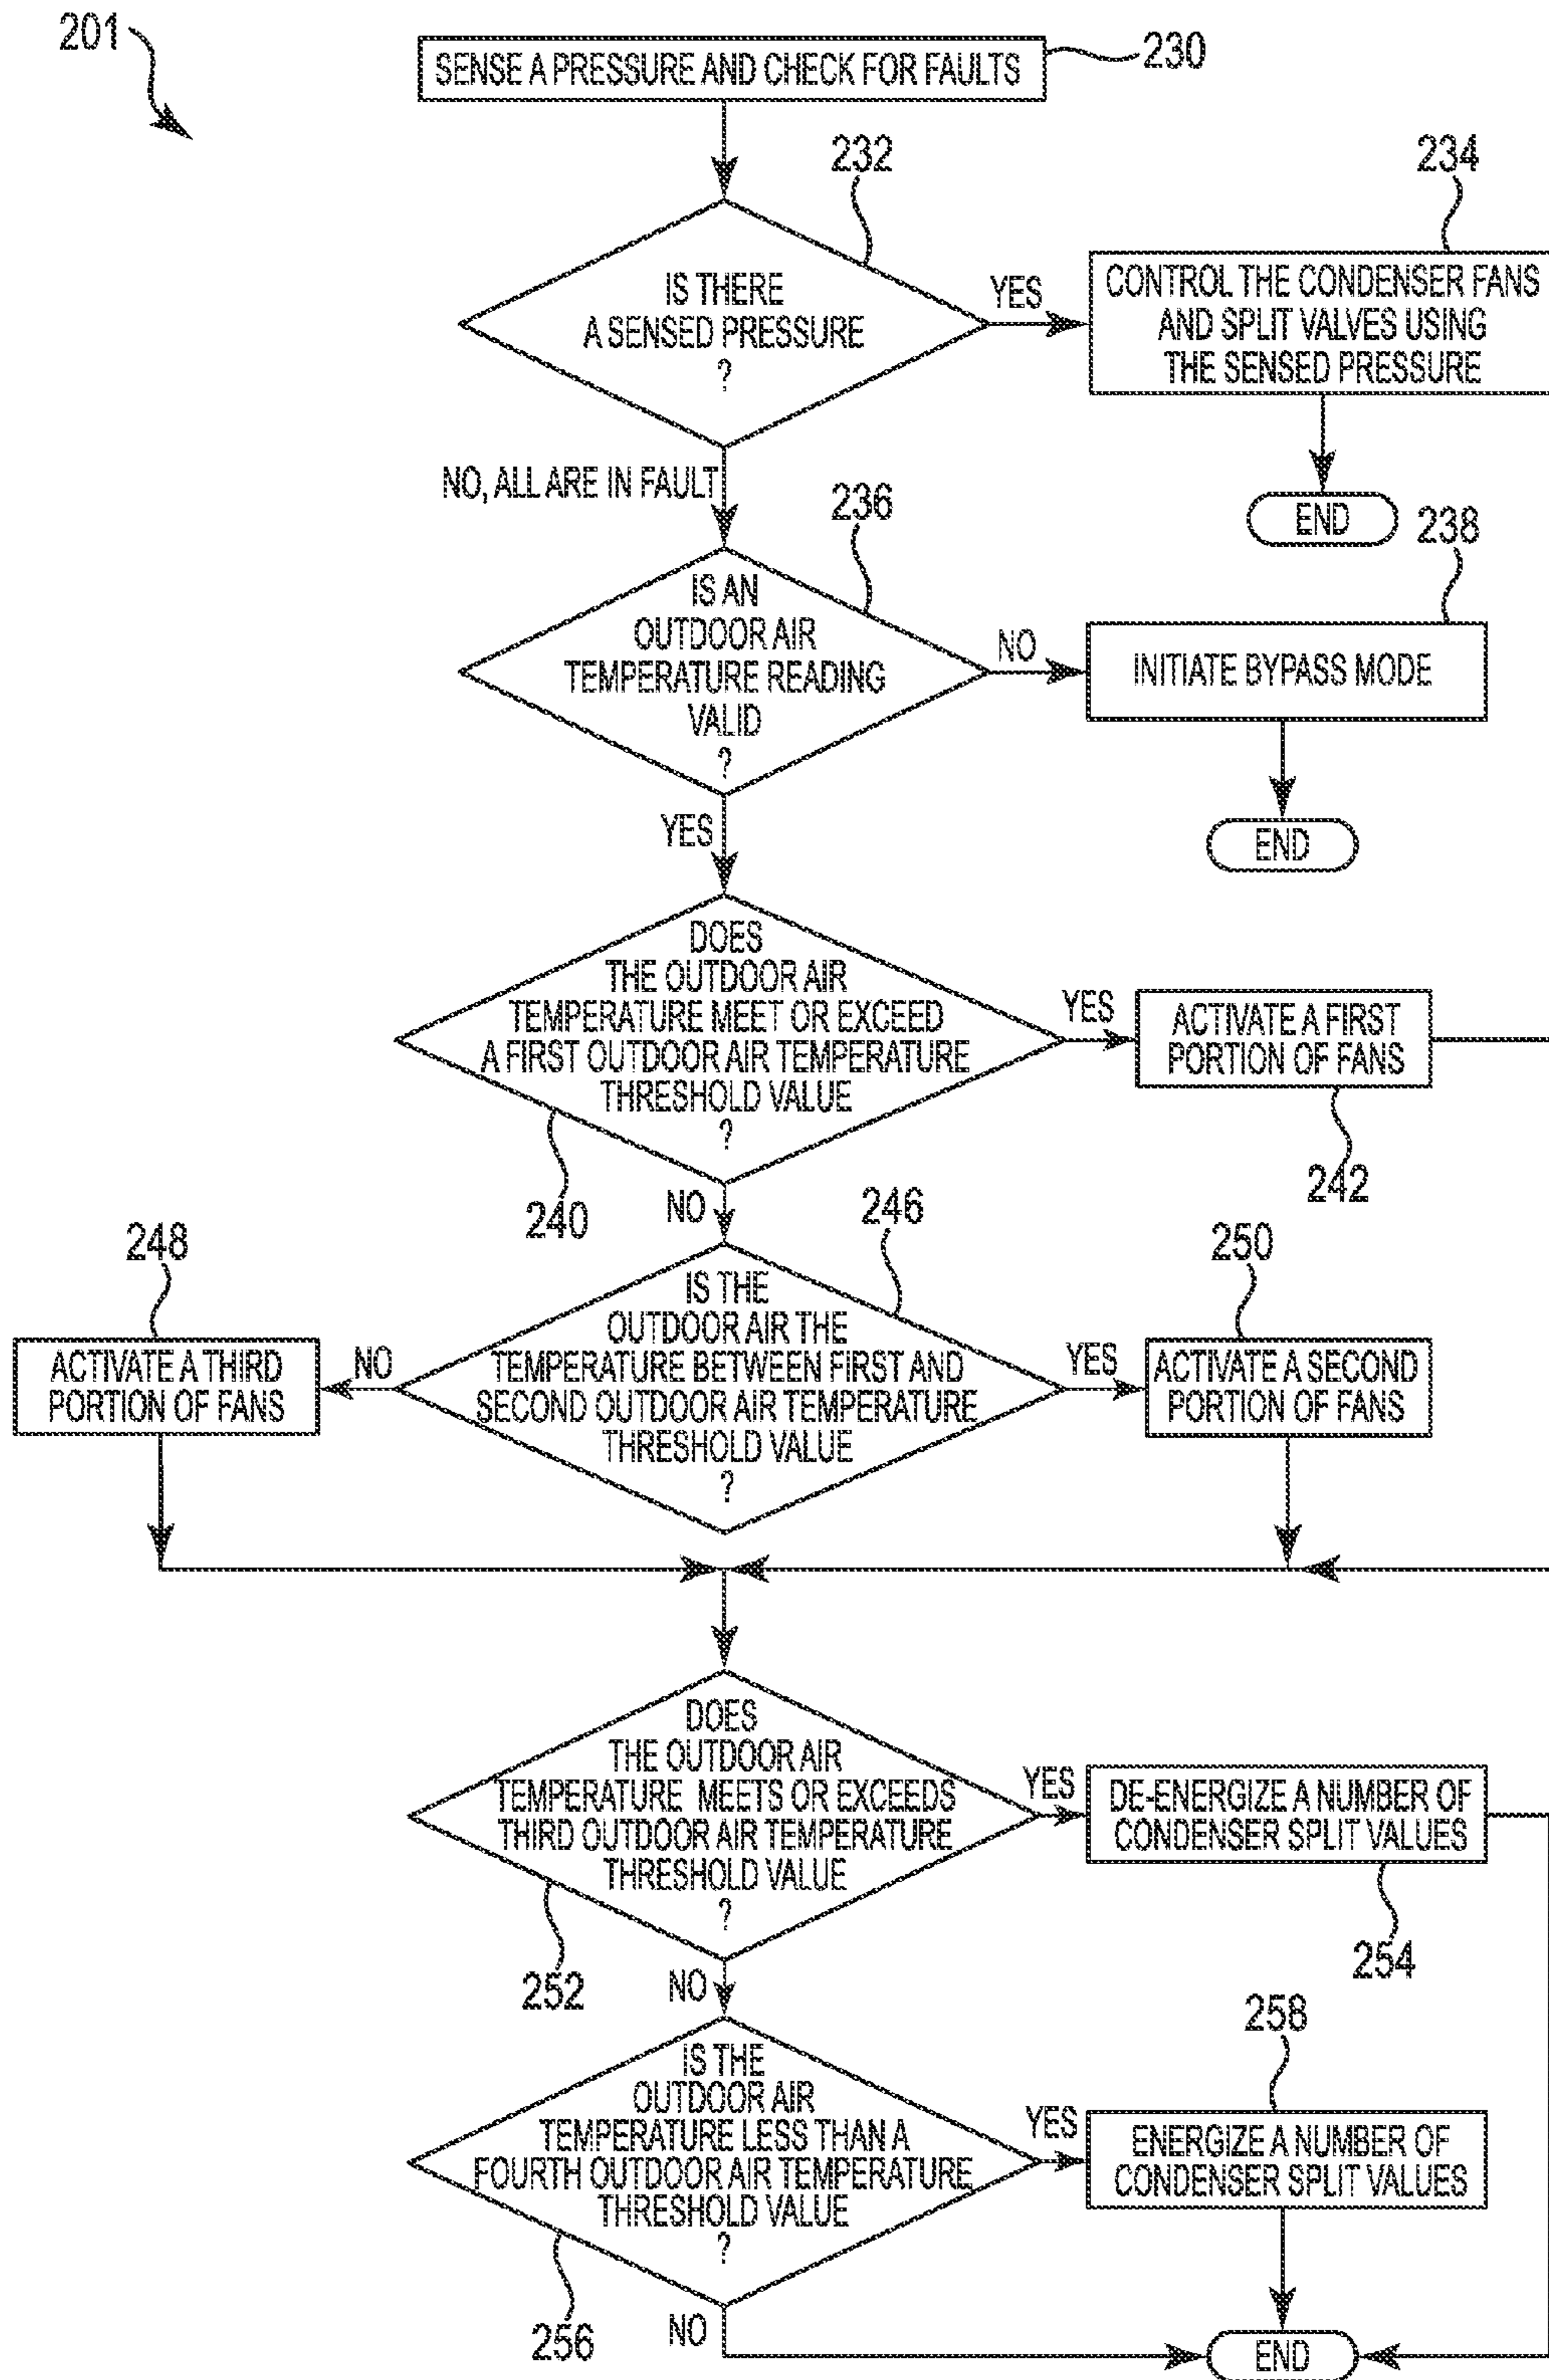 201
SENSE A PRESSURE AND CHECK FOR FAULTS
230
232
IS THERE
A SENSED PRESSURE
?
YES
234
CONTROL THE CONDENSER FANS
AND SPLIT VALVES USING
THE SENSED PRESSURE
END
NO, ALL ARE IN FAULT
236
IS AN
OUTDOOR AIR
TEMPERATURE READING
VALID
?
NO
238
INITIATE BYPASS MODE
END
YES
DOES
THE OUTDOOR AIR
TEMPERATURE MEET OR EXCEED
A FIRST OUTDOOR AIR TEMPERATURE
THRESHOLD VALUE
?
240
YES
ACTIVATE A FIRST
PORTION OF FANS
242
NO
246
IS THE
OUTDOOR AIR THE
TEMPERATURE BETWEEN FIRST AND
SECOND OUTDOOR AIR TEMPERATURE
THRESHOLD VALUE
?
NO
248
ACTIVATE A THIRD
PORTION OF FANS
YES
250
ACTIVATE A SECOND
PORTION OF FANS
DOES
THE OUTDOOR AIR
TEMPERATURE MEETS OR EXCEEDS
THIRD OUTDOOR AIR TEMPERATURE
THRESHOLD VALUE
?
252
YES
DE-ENERGIZE A NUMBER OF
CONDENSER SPLIT VALUES
254
NO
IS THE
OUTDOOR AIR
TEMPERATURE LESS THAN A
FOURTH OUTDOOR AIR TEMPERATURE
THRESHOLD VALUE
?
256
YES
258
ENERGIZE A NUMBER OF
CONDENSER SPLIT VALUES
NO
END